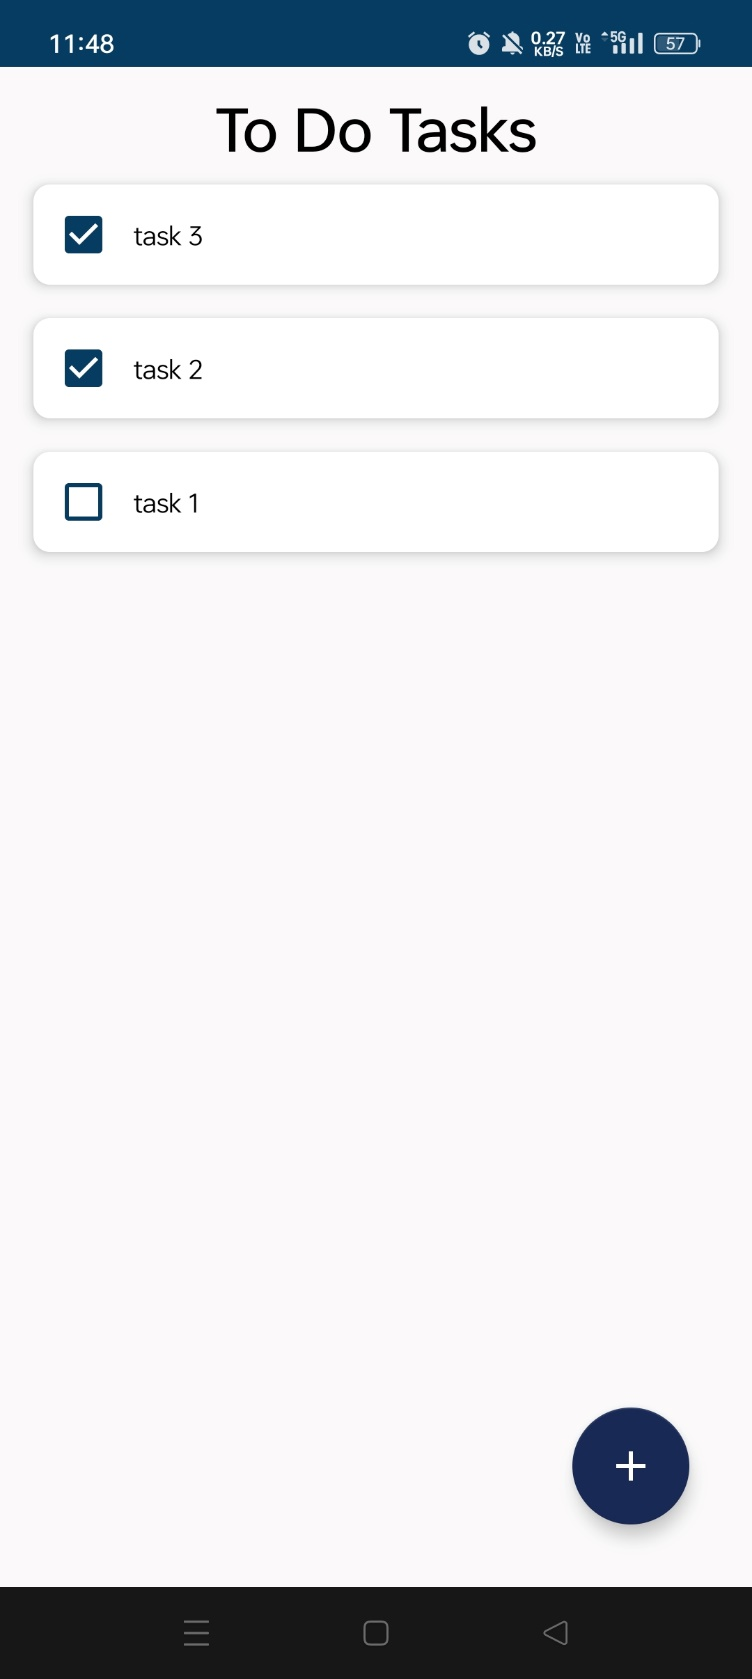 11:48 0.27 KB/S Vo LTE 5G 57
To Do Tasks
task 3
task 2
task 1